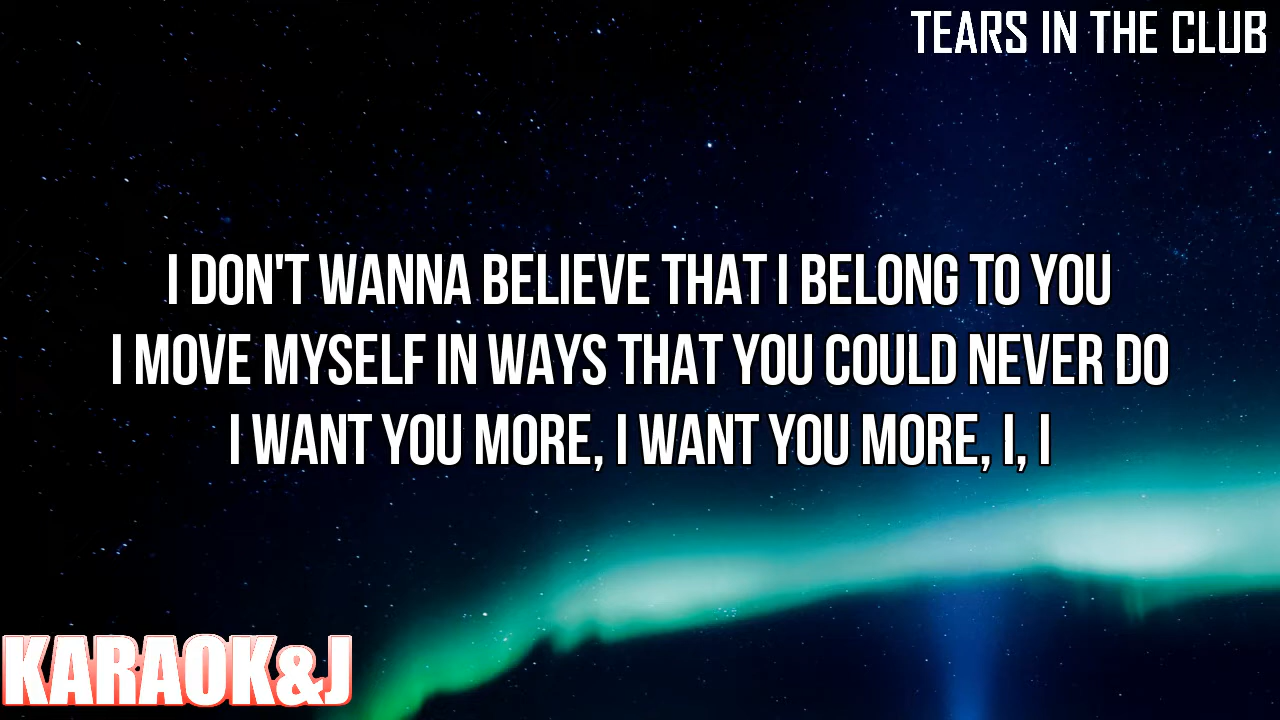 TEARS IN THE CLUB
I DON'T WANNA BELIEVE THAT I BELONG TO YOU
I MOVE MYSELF IN WAYS THAT YOU COULD NEVER DO
I WANT YOU MORE, I WANT YOU MORE, I, I
KARAOK&J